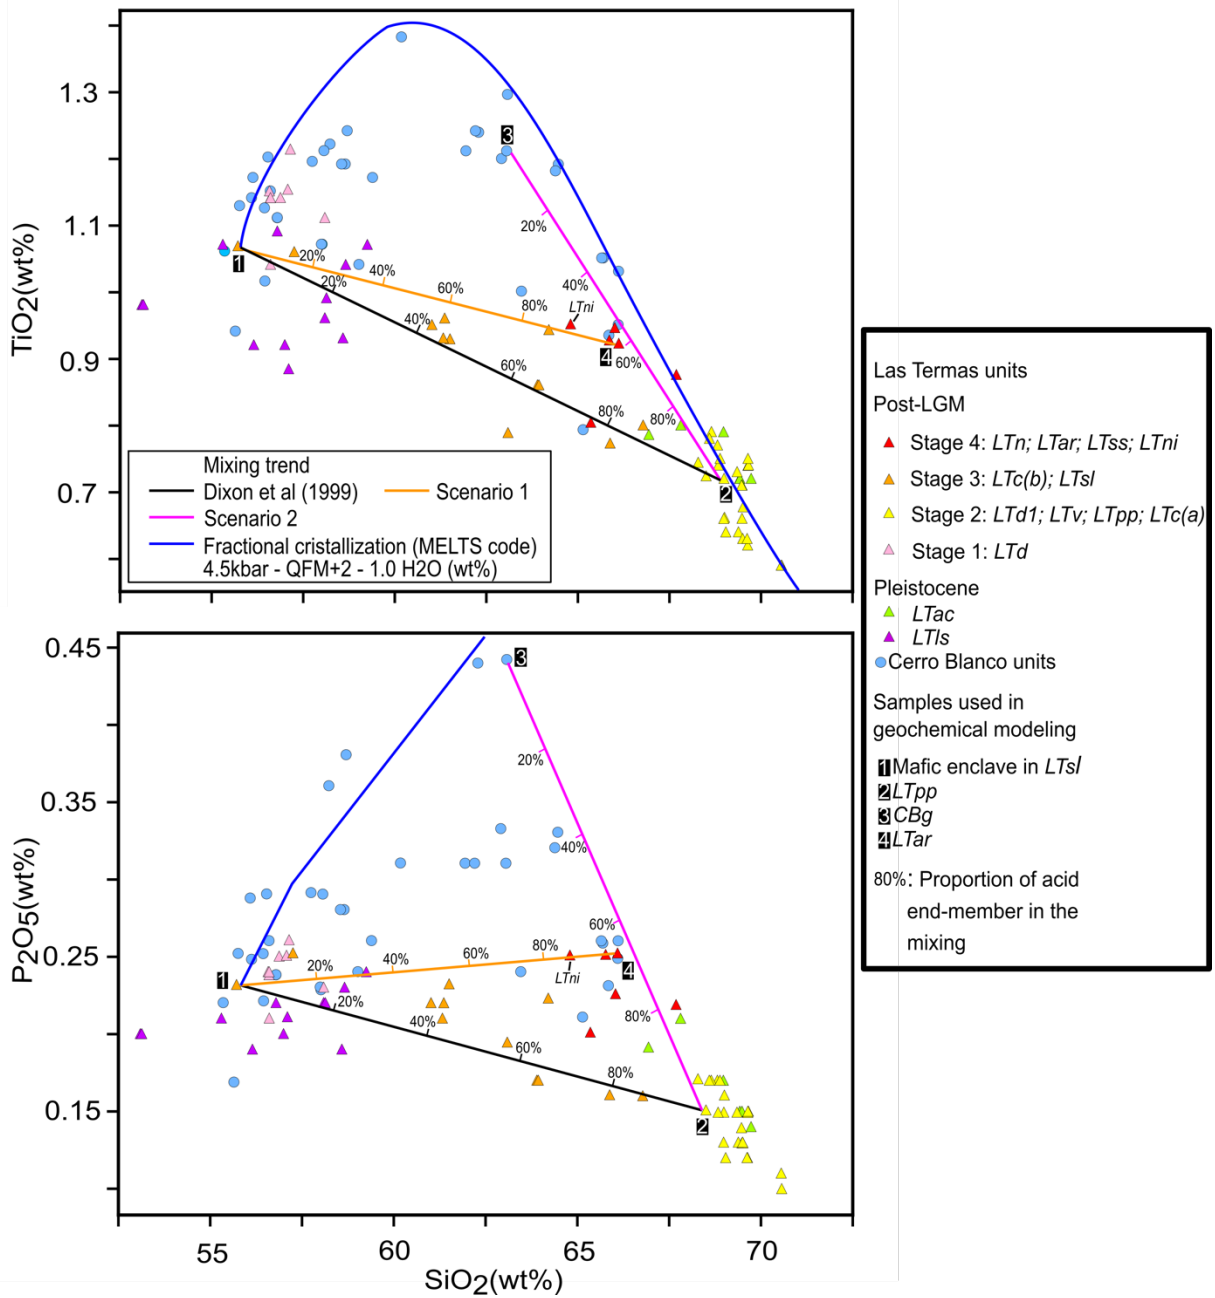 1.3
1.1
0.9
0.7
TiO2(wt%)
3
20%
40%
60%
80%
20%
40%
60%
80%
LTni
1
20%
40%
60%
80%
4
2
Mixing trend
Dixon et al (1999)
Scenario 1
Scenario 2
Fractional cristallization (MELTS code)
4.5kbar - QFM+2 - 1.0 H2O (wt%)
0.45
0.35
0.25
0.15
P2O5(wt%)
3
20%
40%
60%
80%
1
20%
40%
60%
80%
LTni
4
20%
40%
60%
80%
2
55
60
65
70
SiO2(wt%)
Las Termas units
Post-LGM
Stage 4: LTn; LTar; LTss; LTni
Stage 3: LTc(b); LTsl
Stage 2: LTd1; LTv; LTpp; LTc(a)
Stage 1: LTd
Pleistocene
LTac
LTls
Cerro Blanco units
Samples used in
geochemical modeling
1 Mafic enclave in LTsl
2 LTpp
3 CBg
4 LTar
80%: Proportion of acid
end-member in the
mixing